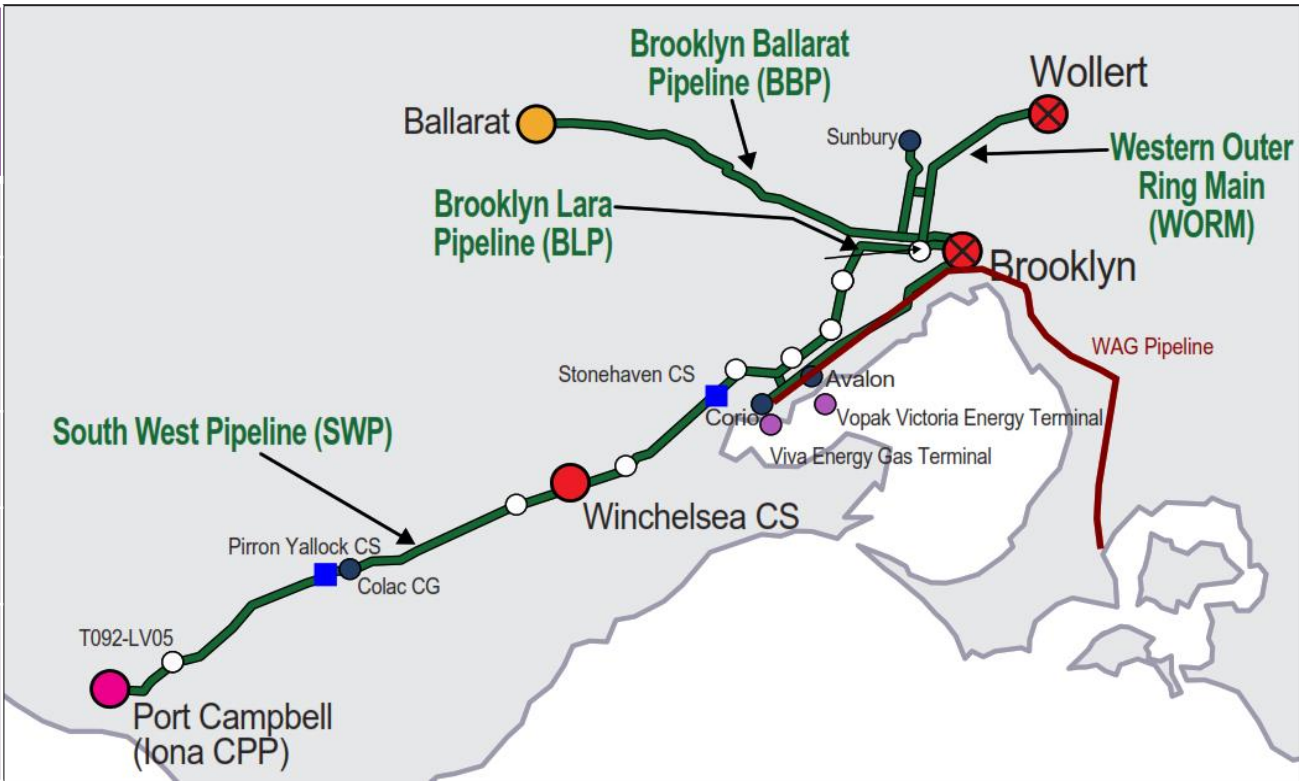 Brooklyn Ballarat
Pipeline (BBP)
Wollert
Ballarat
Sunbury
Western Outer
Ring Main
(WORM)
Brooklyn Lara
Pipeline (BLP)
Brooklyn
WAG Pipeline
Stonehaven CS
Avalon
Corio
Vopak Victoria Energy Terminal
South West Pipeline (SWP)
Viva Energy Gas Terminal
Winchelsea CS
Pirron Yallock CS
Colac CG
T092-LV05
Port Campbell
(Iona CPP)